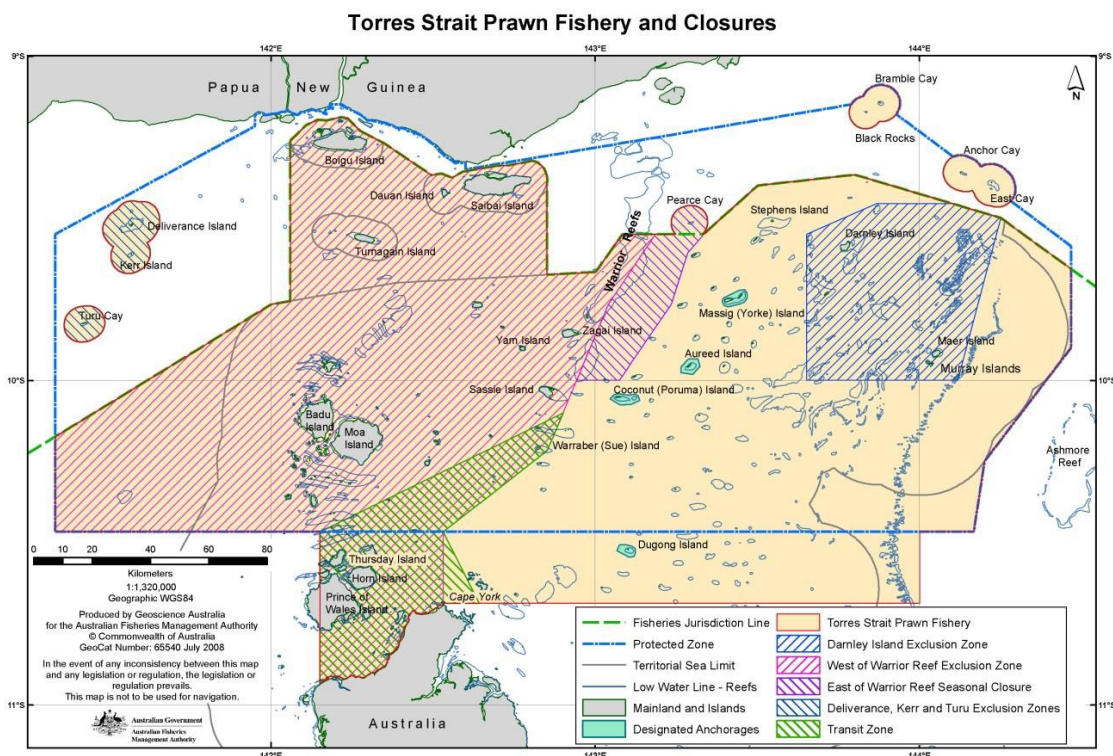 Torres Strait Prawn Fishery and Closures
142°E
143°E
144°E
9°S
9°S
Papua New Guinea
Bramble Cay
Black Rocks
N
Anchor Cay
East Cay
Boigu Island
Dauan Island
Saibai Island
Pearce Cay
Stephens Island
Deliverance Island
Kerr Island
Turnagain Island
Warrior Reefs
Darnley Island
Turu Cay
Massig (Yorke) Island
Zagai Island
Yam Island
Aureed Island
Maer Island
Murray Islands
10°S
10°S
Sassie Island
Coconut (Poruma) Island
Badu
Island
Moa
Island
Warraber (Sue) Island
Ashmore
Reef
Dugong Island
Thursday Island
Horn Island
Prince of
Wales Island
Cape York
Australia
0 10 20 40 60 80
Kilometers
1:1,320,000
Geographic WGS84
Produced by Geoscience Australia
for the Australian Fisheries Management Authority
© Commonwealth of Australia
GeoCat Number: 65540 July 2008
In the event of any inconsistency between this map
and any legislation or regulation, the legislation or
regulation prevails.
This map is not to be used for navigation.
Australian Government
Australian Fisheries
Management Authority
Fisheries Jurisdiction Line
Protected Zone
Territorial Sea Limit
Low Water Line - Reefs
Mainland and Islands
Designated Anchorages
Torres Strait Prawn Fishery
Darnley Island Exclusion Zone
West of Warrior Reef Exclusion Zone
East of Warrior Reef Seasonal Closure
Deliverance, Kerr and Turu Exclusion Zones
Transit Zone
11°S
11°S
142°E
143°E
144°E